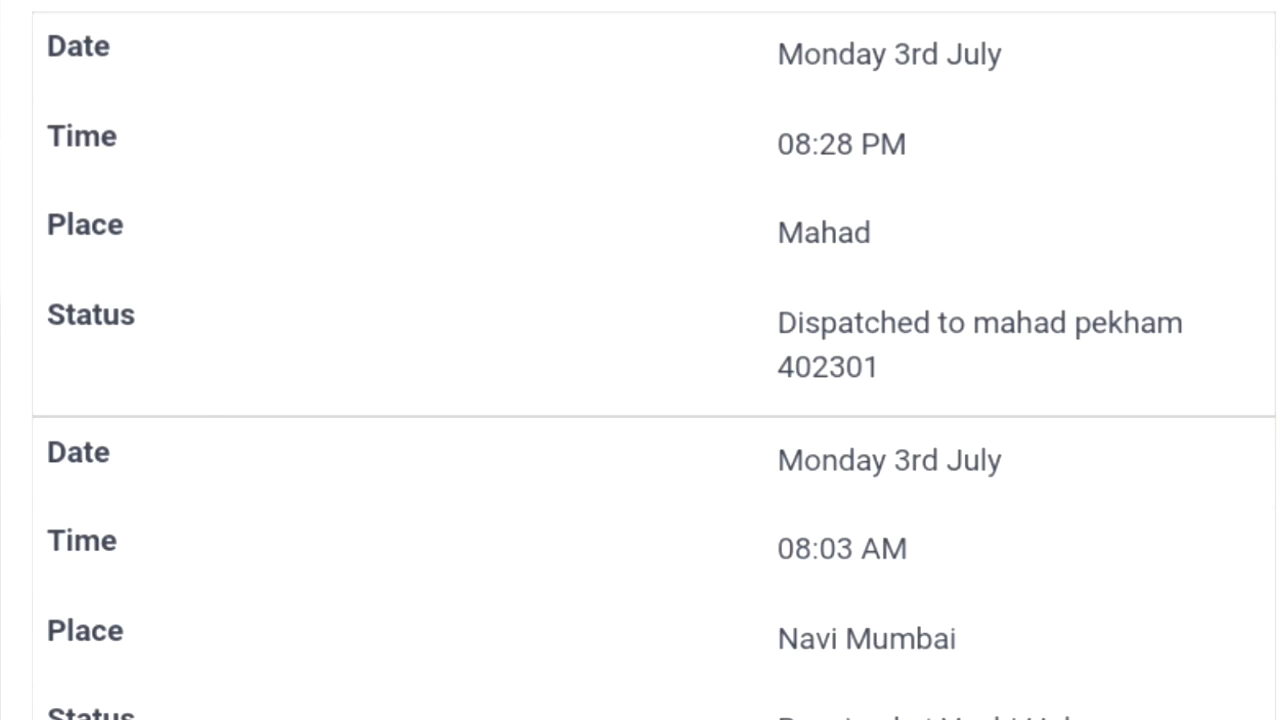 Date
Monday 3rd July
Time
08:28 PM
Place
Mahad
Status
Dispatched to mahad pekham
402301
Date
Monday 3rd July
Time
08:03 AM
Place
Navi Mumbai
Status